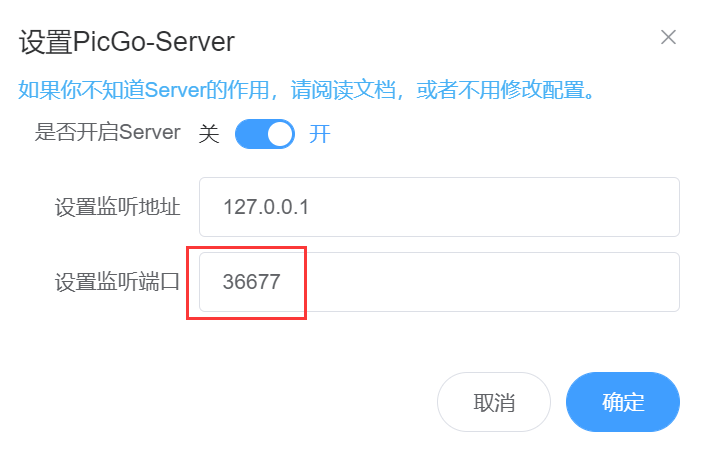 设置PicGo-Server
如果你不知道Server的作用，请阅读文档，或者不用修改配置。
是否开启Server 关 开
设置监听地址 127.0.0.1
设置监听端口 36677
取消 确定